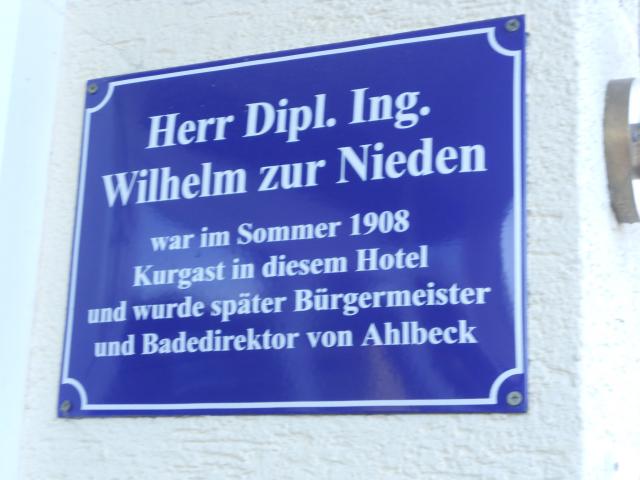 Herr Dipl. Ing.
Wilhelm zur Nieden
war im Sommer 1908
Kurgast in diesem Hotel
und wurde später Bürgermeister
und Badedirektor von Ahlbeck